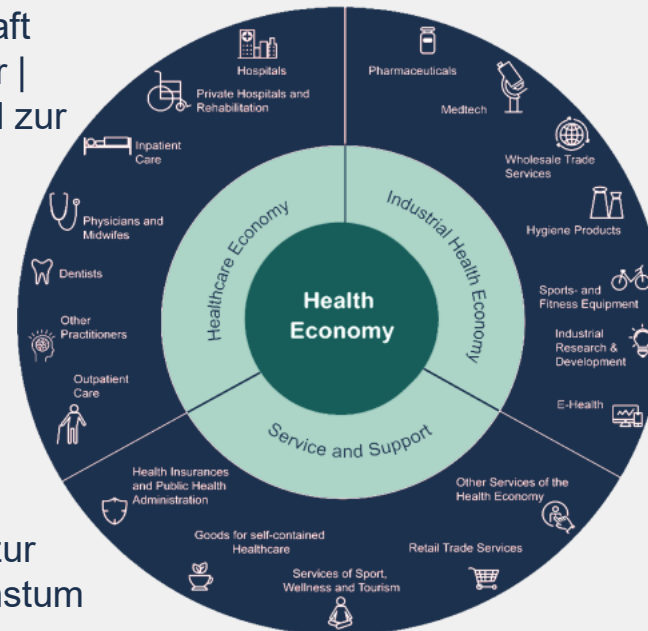 aft
r |
l zur
zur
nstum
Hospitals
Private Hospitals and
Rehabilitation
Inpatient
Care
Physicians and
Midwifes
Dentists
Other
Practitioners
Outpatient
Care
Pharmaceuticals
Medtech
Wholesale Trade
Services
Hygiene Products
Sports- and
Fitness Equipment
Industrial
Research &
Development
E-Health
Healthcare Economy
Industrial Health Economy
Health
Economy
Service and Support
Health Insurances
and Public Health
Administration
Goods for self-contained
Healthcare
Services of Sport,
Wellness and Tourism
Retail Trade Services
Other Services of the
Health Economy